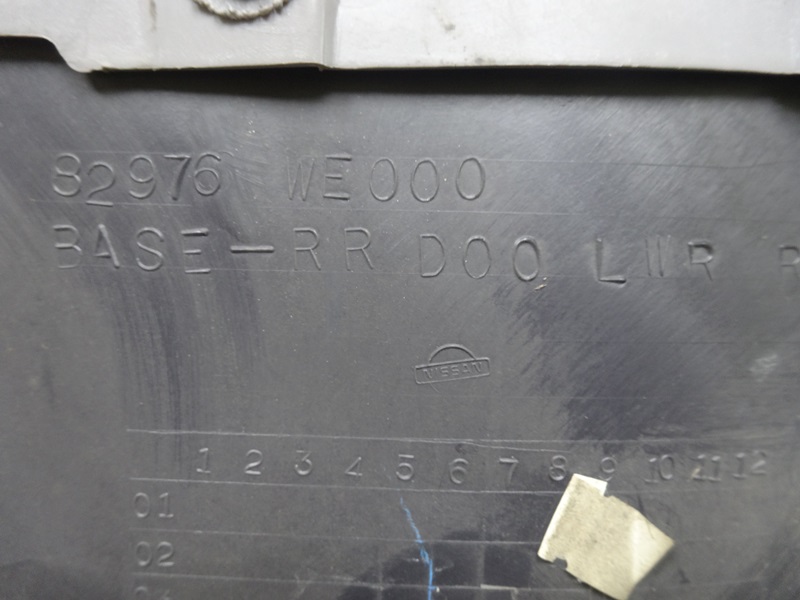 82976 WE000
BASE-RR DOO LWR R
NISSAN
1 2 3 4 5 6 7 8 9 10 11 12
01
02